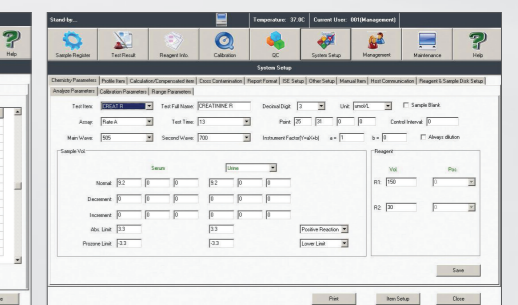 Stand-by... Temperature: 37.0C Current User: 001(Management)
Help Sample Register Test Result Reagent Info. Calibration QC System Setup Management Maintenance Help
System Setup
Chemistry Parameters Profile Item Calculation/Compensated item Cross Contamination Report Format ISE Setup Other Setup Manual Item Host Communication Reagent & Sample Disk Setup
Analysis Parameters Calibration Parameters Range Parameters
Test Item: CREAT R Test Full Name: CREATININE R Decimal Digit: 3 Unit: umol/L Sample Blank
Assay: Rate A Test Time: 13 Point: 25 31 0 0 Control Interval: 0
Main Wave: 505 Second Wave: 700 Instrument Factor(Y=aX+b) a = 1 b = 0 Always dilution
Sample Vol. Reagent
Serum Urine Vol. Pos.
Normal: 9.2 0 0 9.2 0 0 R1: 150 0
Decrement: 0 0 0 0 0 0
Increment: 0 0 0 0 0 0 R2: 30 0
Abs. Limit: 3.3 3.3 Positive Reaction
Prozone Limit: -3.3 -3.3 Lower Limit
Save
Print Item Setup Close